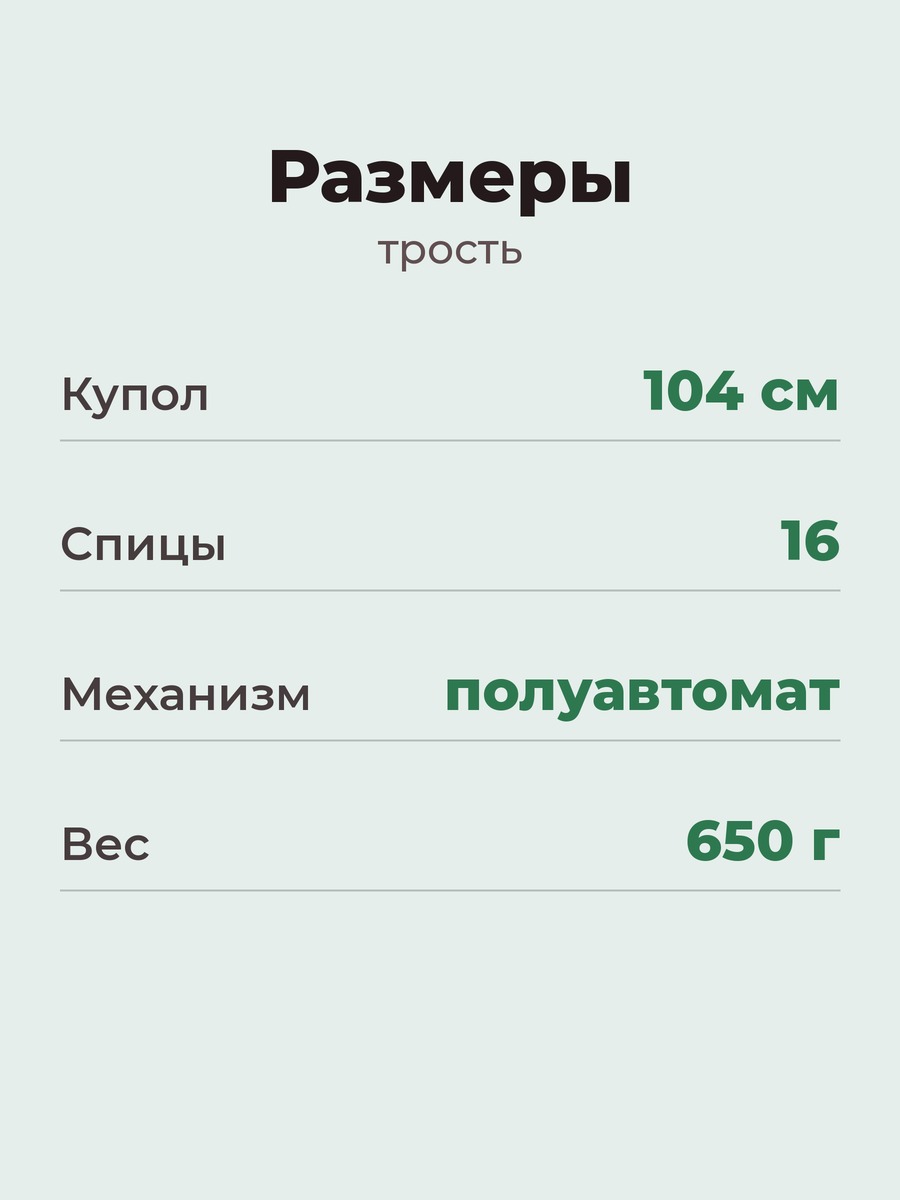 Размеры
трость
Купол 104 см
Спицы 16
Механизм полуавтомат
Вес 650 г